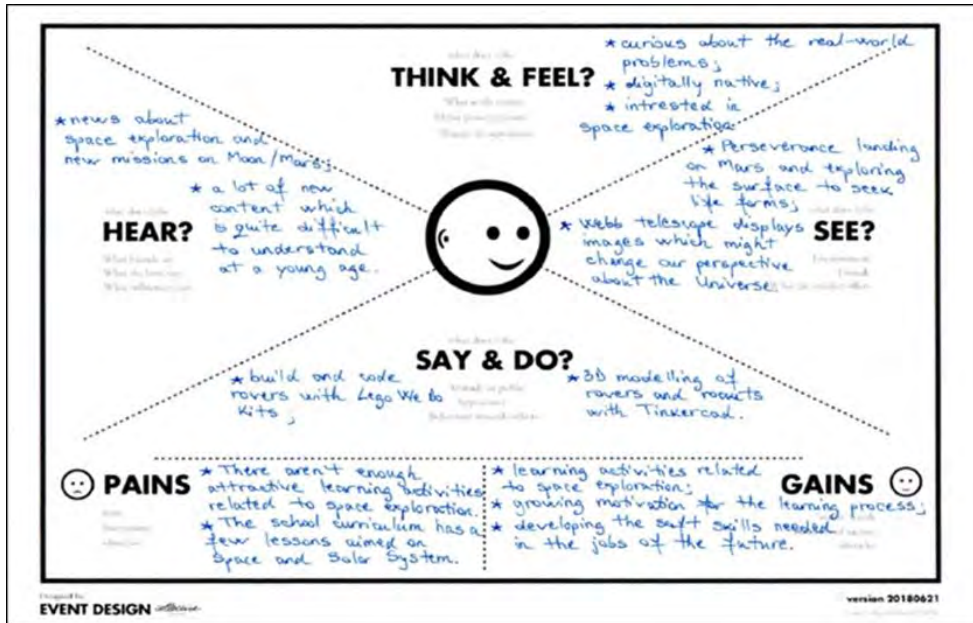 THINK & FEEL?
* curious about the real-world
problems;
* digitally native;
* intrested in
space exploration
* news about
space exploration and
new missions on Moon/Mars;
* a lot of new
content which
is quite difficult
to understand
at a young age.
HEAR?
* Perseverance landing
on Mars and exploring
the surface to seek
life forms;
* Webb telescope displays
images which might
change our perspective
about the Universe.
SEE?
SAY & DO?
* build and code
rovers with Lego We Do
Kits;
* 3D modelling of
rovers and rockets
with Tinkercad.
PAINS
* There aren't enough
attractive learning activities
related to space exploration.
* The school curriculum has a
few lessons aimed on
Space and Solar System.
GAINS
* learning activities related
to space exploration;
* growing motivation for the learning process;
* developing the soft skills needed
in the jobs of the future.
Designed by
EVENT DESIGN
version 20180621